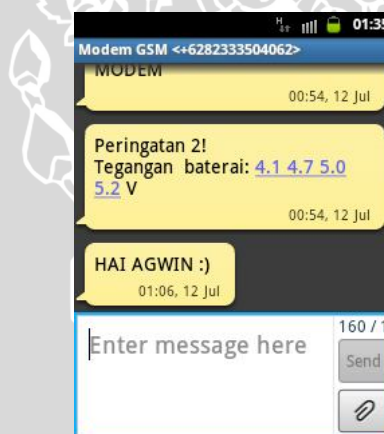 01:35
Modem GSM <+6282333504062>
MODEM
00:54, 12 Jul
Peringatan 2!
Tegangan baterai: 4.1 4.7 5.0
5.2 V
00:54, 12 Jul
HAI AGWIN :)
01:06, 12 Jul
160 / 1
Enter message here
Send